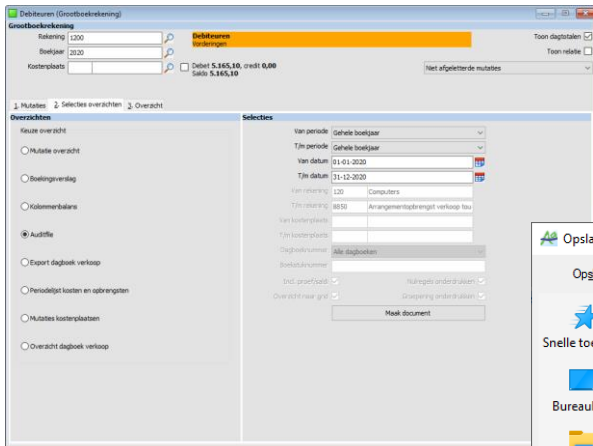 Debiteuren (Grootboekrekening)
Grootboekrekening
Rekening 1200 Debiteuren Toon dagtotalen
Vorderingen
Boekjaar 2020 Toon relatie
Kostenplaats Debet 5.165,10, credit 0,00 Niet afgeletterde mutaties
Saldo 5.165,10
1. Mutaties 2. Selecties overzichten 3. Overzicht
Overzichten Selecties
Keuze overzicht Van periode Gehele boekjaar
Mutatie overzicht T/m periode Gehele boekjaar
Van datum 01-01-2020
Boekingsverslag T/m datum 31-12-2020
Van rekening 120 Computers
Kolommenbalans T/m rekening 8850 Arrangementopbrengst verkoop tou
Van kostenplaats
Auditfile T/m kostenplaats
Dagboeknummer Alle dagboeken
Export dagboek verkoop Boekstuknummer
Incl. proef/saldi Nulregels onderdrukken
Periodelijst kosten en opbrengsten Overzicht naar grid Groepering onderdrukken
Maak document
Mutaties kostenplaatsen
Overzicht dagboek verkoop
Opsla
Ops
Snelle toe
Bureaul